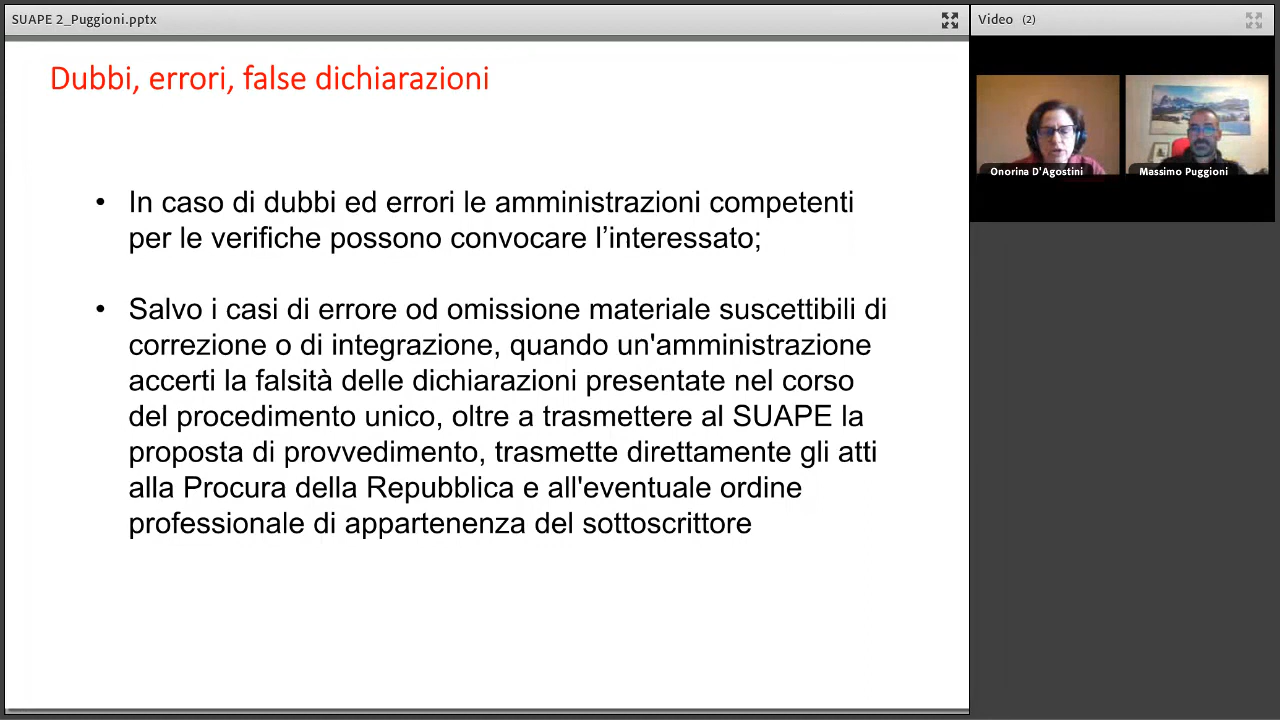 SUAPE 2_Puggioni.pptx
Video (2)
Dubbi, errori, false dichiarazioni
Onorina D'Agostini
Massimo Puggioni
• In caso di dubbi ed errori le amministrazioni competenti
per le verifiche possono convocare l’interessato;
• Salvo i casi di errore od omissione materiale suscettibili di
correzione o di integrazione, quando un'amministrazione
accerti la falsità delle dichiarazioni presentate nel corso
del procedimento unico, oltre a trasmettere al SUAPE la
proposta di provvedimento, trasmette direttamente gli atti
alla Procura della Repubblica e all'eventuale ordine
professionale di appartenenza del sottoscrittore